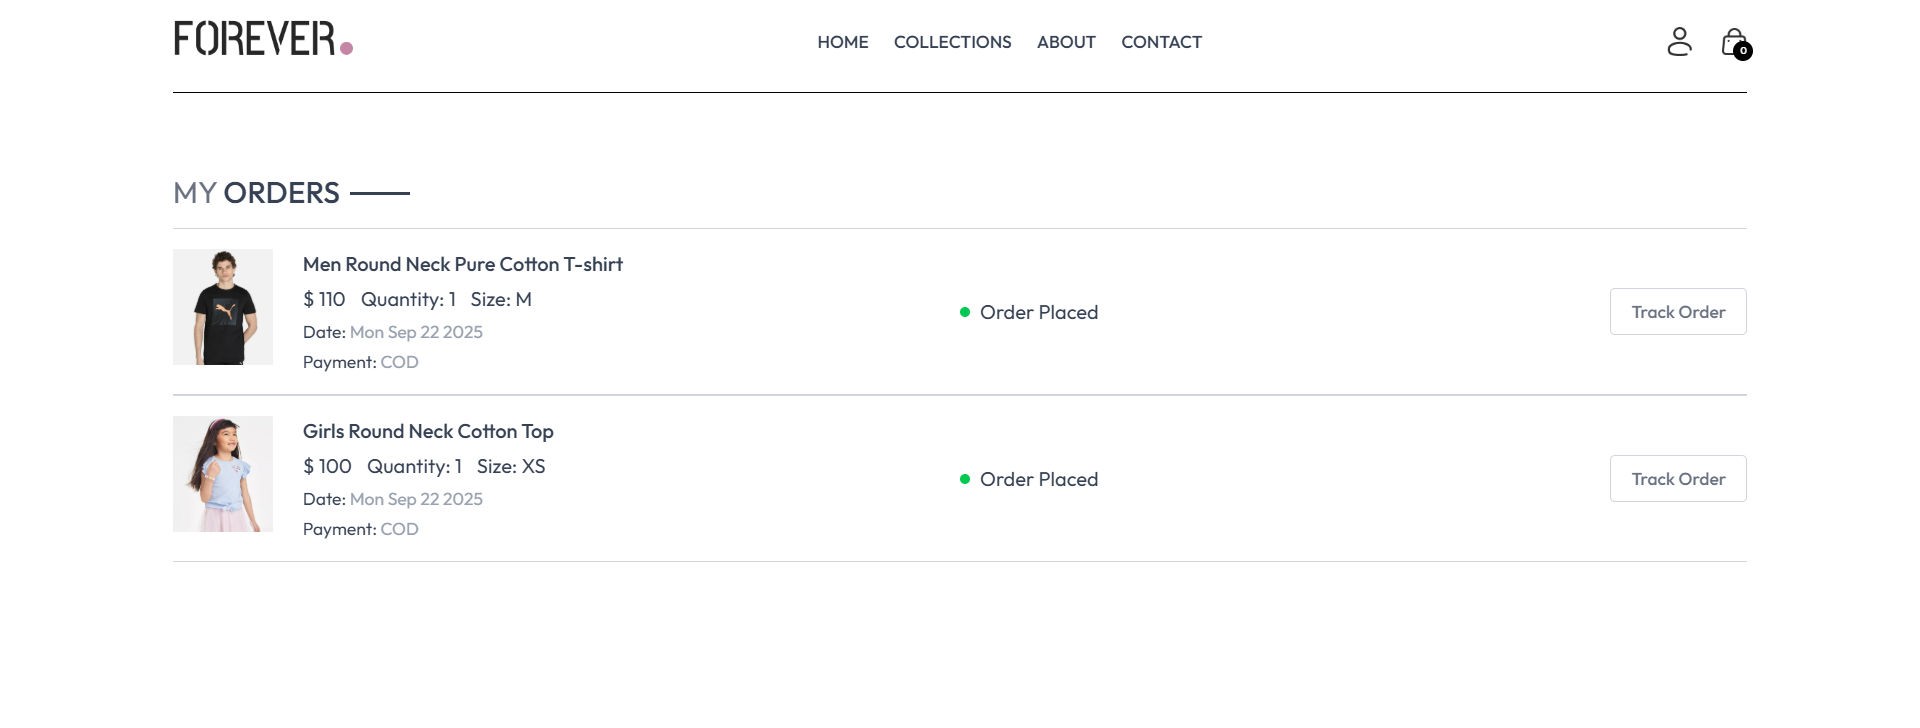 FOREVER.
HOME COLLECTIONS ABOUT CONTACT
0
MY ORDERS
Men Round Neck Pure Cotton T-shirt
$ 110 Quantity: 1 Size: M
Date: Mon Sep 22 2025
Payment: COD
Order Placed
Track Order
Girls Round Neck Cotton Top
$ 100 Quantity: 1 Size: XS
Date: Mon Sep 22 2025
Payment: COD
Order Placed
Track Order